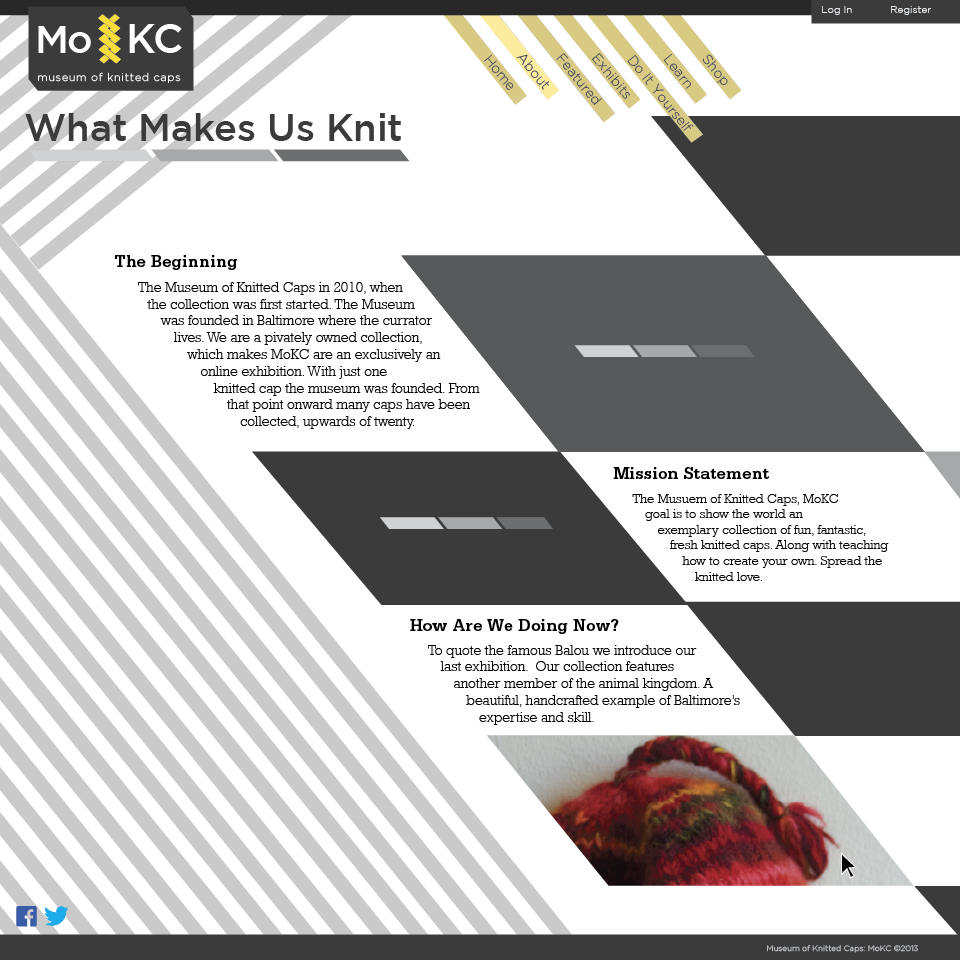 Log In
Register
Mo KC
museum of knitted caps
Home
About
Featured
Exhibits
Do It Yourself
Learn
Shop
What Makes Us Knit
The Beginning
The Museum of Knitted Caps in 2010, when
the collection was first started. The Museum
was founded in Baltimore where the currator
lives. We are a pivately owned collection,
which makes MoKC are an exclusively an
online exhibition. With just one
knitted cap the museum was founded. From
that point onward many caps have been
collected, upwards of twenty.
Mission Statement
The Musuem of Knitted Caps, MoKC
goal is to show the world an
exemplary collection of fun, fantastic,
fresh knitted caps. Along with teaching
how to create your own. Spread the
knitted love.
How Are We Doing Now?
To quote the famous Balou we introduce our
last exhibition. Our collection features
another member of the animal kingdom. A
beautiful, handcrafted example of Baltimore's
expertise and skill.
Museum of Knitted Caps: MoKC ©2013